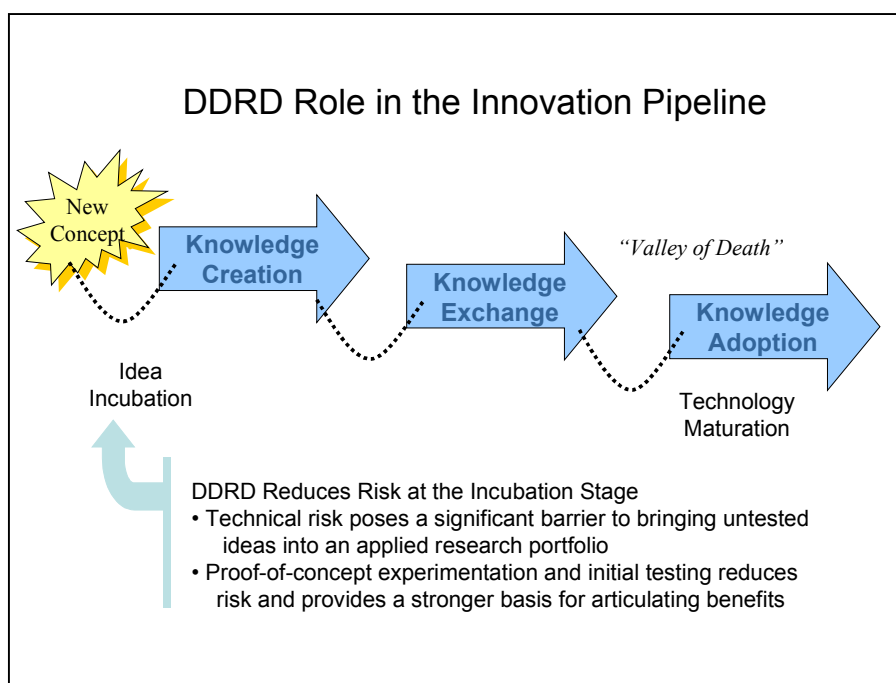 DDRD Role in the Innovation Pipeline
New
Concept
Knowledge
Creation
Knowledge
Exchange
“Valley of Death”
Knowledge
Adoption
Idea
Incubation
Technology
Maturation
DDRD Reduces Risk at the Incubation Stage
• Technical risk poses a significant barrier to bringing untested
ideas into an applied research portfolio
• Proof-of-concept experimentation and initial testing reduces
risk and provides a stronger basis for articulating benefits